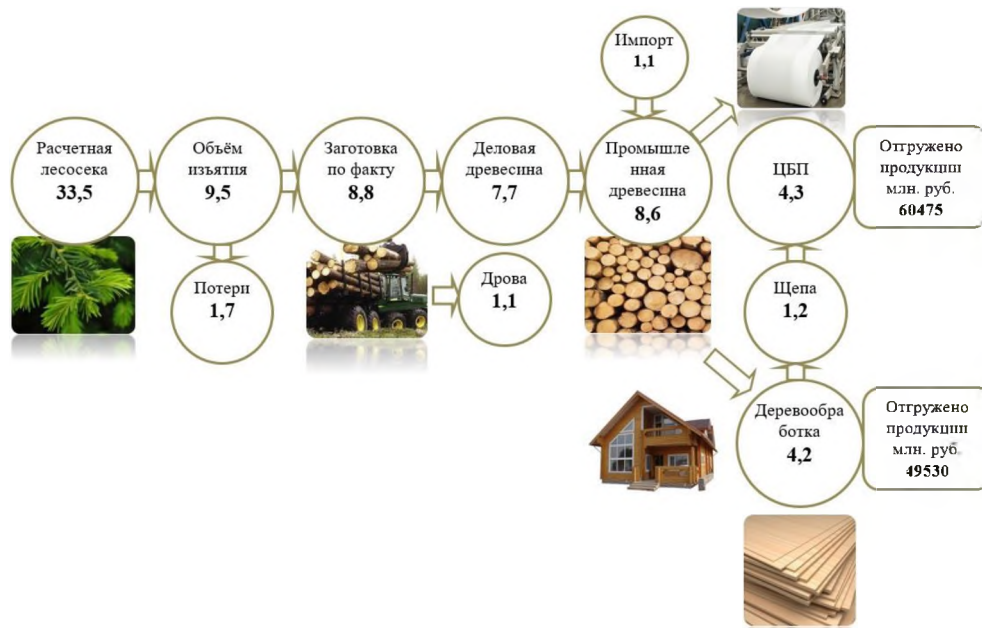 Импорт
1,1
Расчетная
лесосека
33,5
Объём
изъятия
9,5
Заготовка
по факту
8,8
Деловая
древесина
7,7
Промышле
нная
древесина
8,6
ЦБП
4,3
Отгружено
продукции
млн. руб.
60475
Потери
1,7
Дрова
1,1
Щепа
1,2
Деревообра
ботка
4,2
Отгружено
продукции
млн. руб.
49530